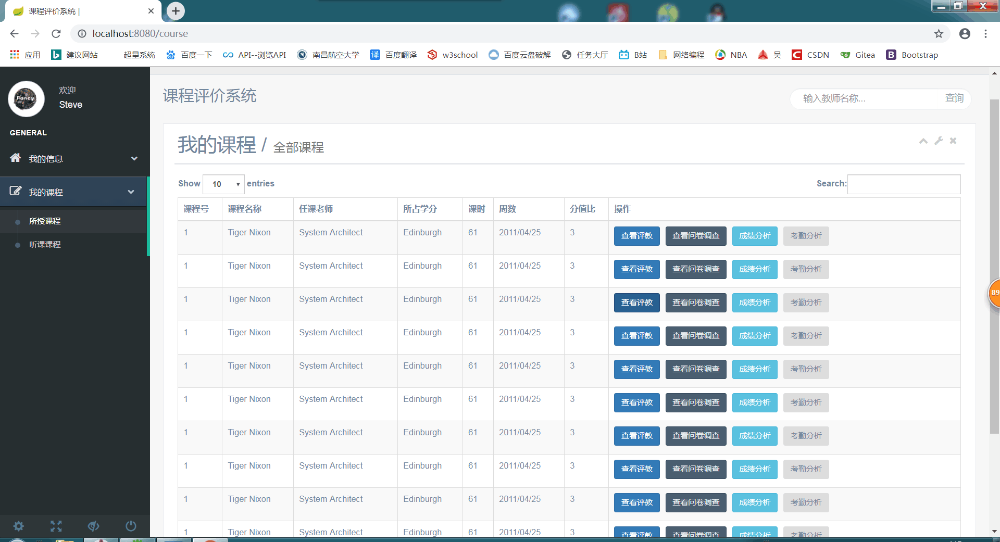 课程评价系统 |
localhost:8080/course
应用 建议网站 超星系统 百度一下 API--浏览API 南昌航空大学 译 百度翻译 w3school 百度云盘破解 任务大厅 B站 网络编程 NBA 吴 CSDN Gitea B Bootstrap
Fancy
欢迎
Steve
GENERAL
我的信息
我的课程
所授课程
听课课程
课程评价系统
输入教师名称... 查询
我的课程 / 全部课程
Show 10 entries Search:
课程号 课程名称 任课老师 所占学分 课时 周数 分值比 操作
1 Tiger Nixon System Architect Edinburgh 61 2011/04/25 3 查看评教 查看问卷调查 成绩分析 考勤分析
1 Tiger Nixon System Architect Edinburgh 61 2011/04/25 3 查看评教 查看问卷调查 成绩分析 考勤分析
1 Tiger Nixon System Architect Edinburgh 61 2011/04/25 3 查看评教 查看问卷调查 成绩分析 考勤分析
1 Tiger Nixon System Architect Edinburgh 61 2011/04/25 3 查看评教 查看问卷调查 成绩分析 考勤分析
1 Tiger Nixon System Architect Edinburgh 61 2011/04/25 3 查看评教 查看问卷调查 成绩分析 考勤分析
1 Tiger Nixon System Architect Edinburgh 61 2011/04/25 3 查看评教 查看问卷调查 成绩分析 考勤分析
1 Tiger Nixon System Architect Edinburgh 61 2011/04/25 3 查看评教 查看问卷调查 成绩分析 考勤分析
1 Tiger Nixon System Architect Edinburgh 61 2011/04/25 3 查看评教 查看问卷调查 成绩分析 考勤分析
1 Tiger Nixon System Architect Edinburgh 61 2011/04/25 3 查看评教 查看问卷调查 成绩分析 考勤分析
1 Tiger Nixon System Architect Edinburgh 61 2011/04/25 3 查看评教 查看问卷调查 成绩分析 考勤分析
89